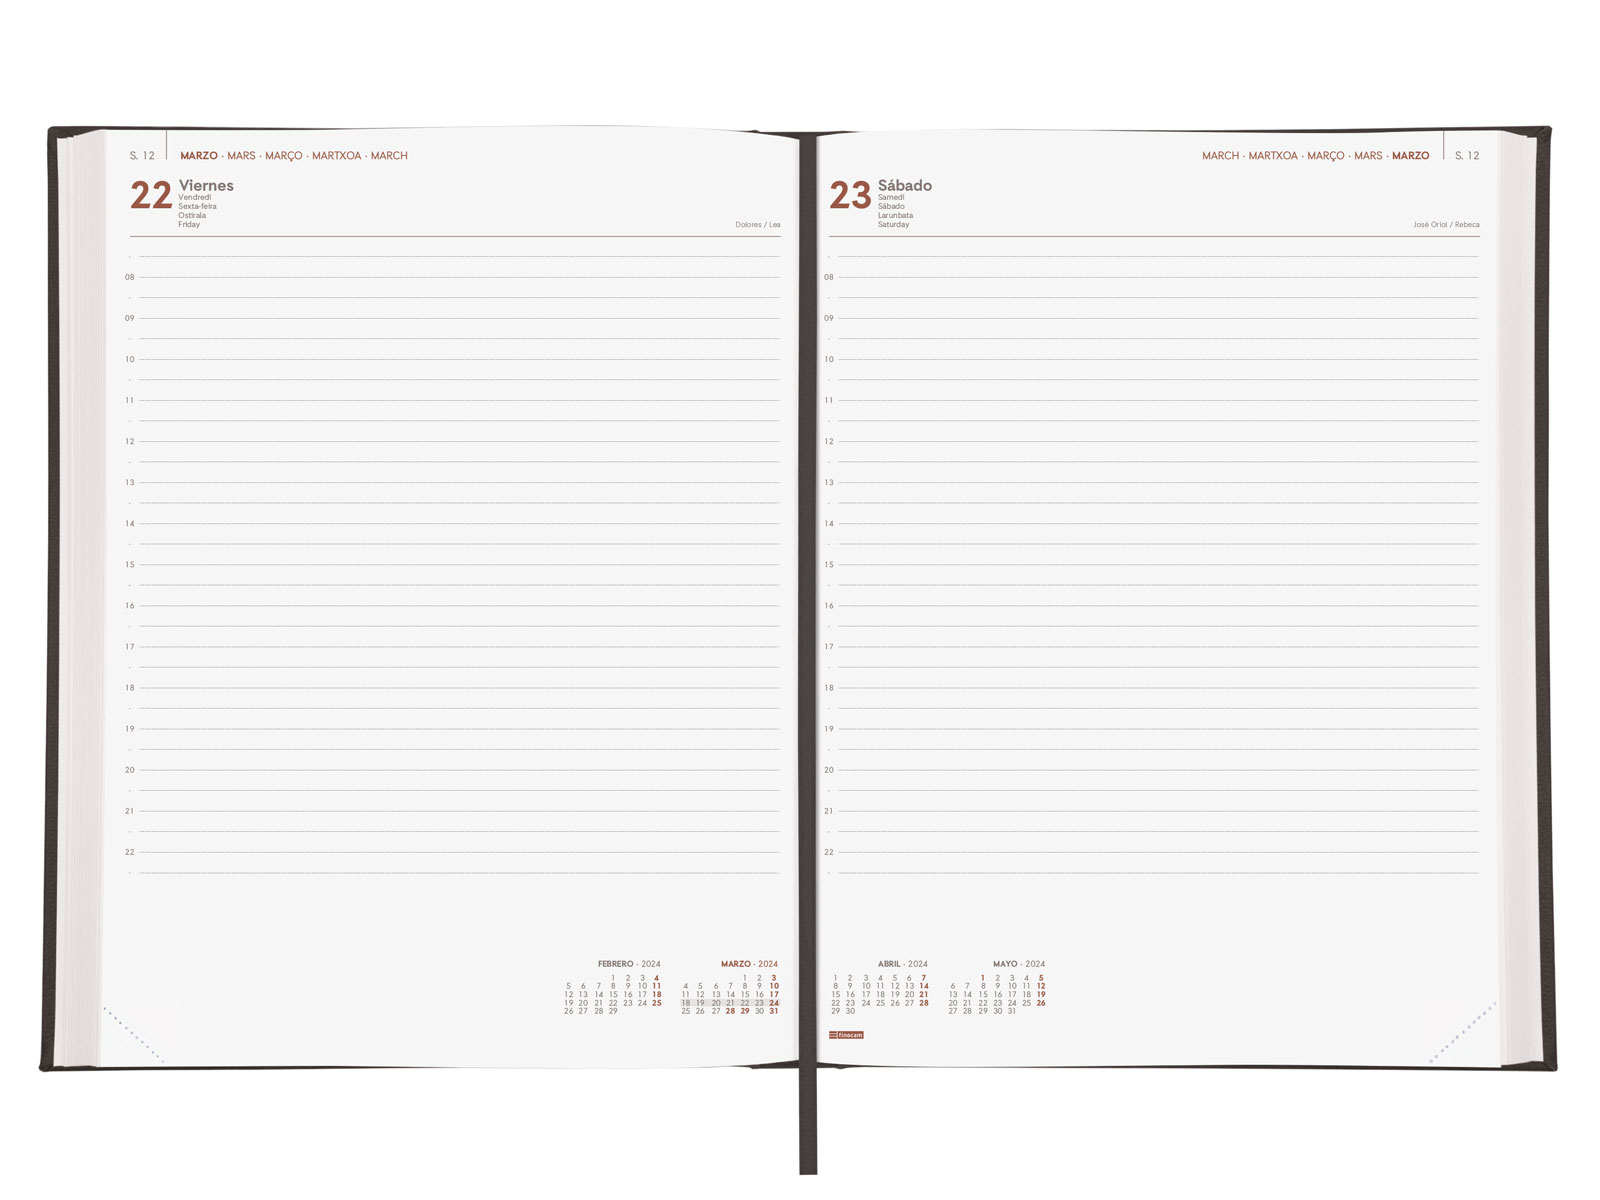 S. 12 MARZO · MARS · MARÇO · MARTXOA · MARCH
22 Viernes
Vendredi
Sexta-feira
Ostirala
Friday
Dolores / Lea
08
09
10
11
12
13
14
15
16
17
18
19
20
21
22
FEBRERO · 2024
1 2 3 4
5 6 7 8 9 10 11
12 13 14 15 16 17 18
19 20 21 22 23 24 25
26 27 28 29
MARZO · 2024
1 2 3
4 5 6 7 8 9 10
11 12 13 14 15 16 17
18 19 20 21 22 23 24
25 26 27 28 29 30 31
MARCH · MARTXOA · MARÇO · MARS · MARZO S. 12
23 Sábado
Samedi
Sábado
Larunbata
Saturday
José Oriol / Rebeca
08
09
10
11
12
13
14
15
16
17
18
19
20
21
22
ABRIL · 2024
1 2 3 4 5 6 7
8 9 10 11 12 13 14
15 16 17 18 19 20 21
22 23 24 25 26 27 28
29 30
MAYO · 2024
1 2 3 4 5
6 7 8 9 10 11 12
13 14 15 16 17 18 19
20 21 22 23 24 25 26
27 28 29 30 31
finocam